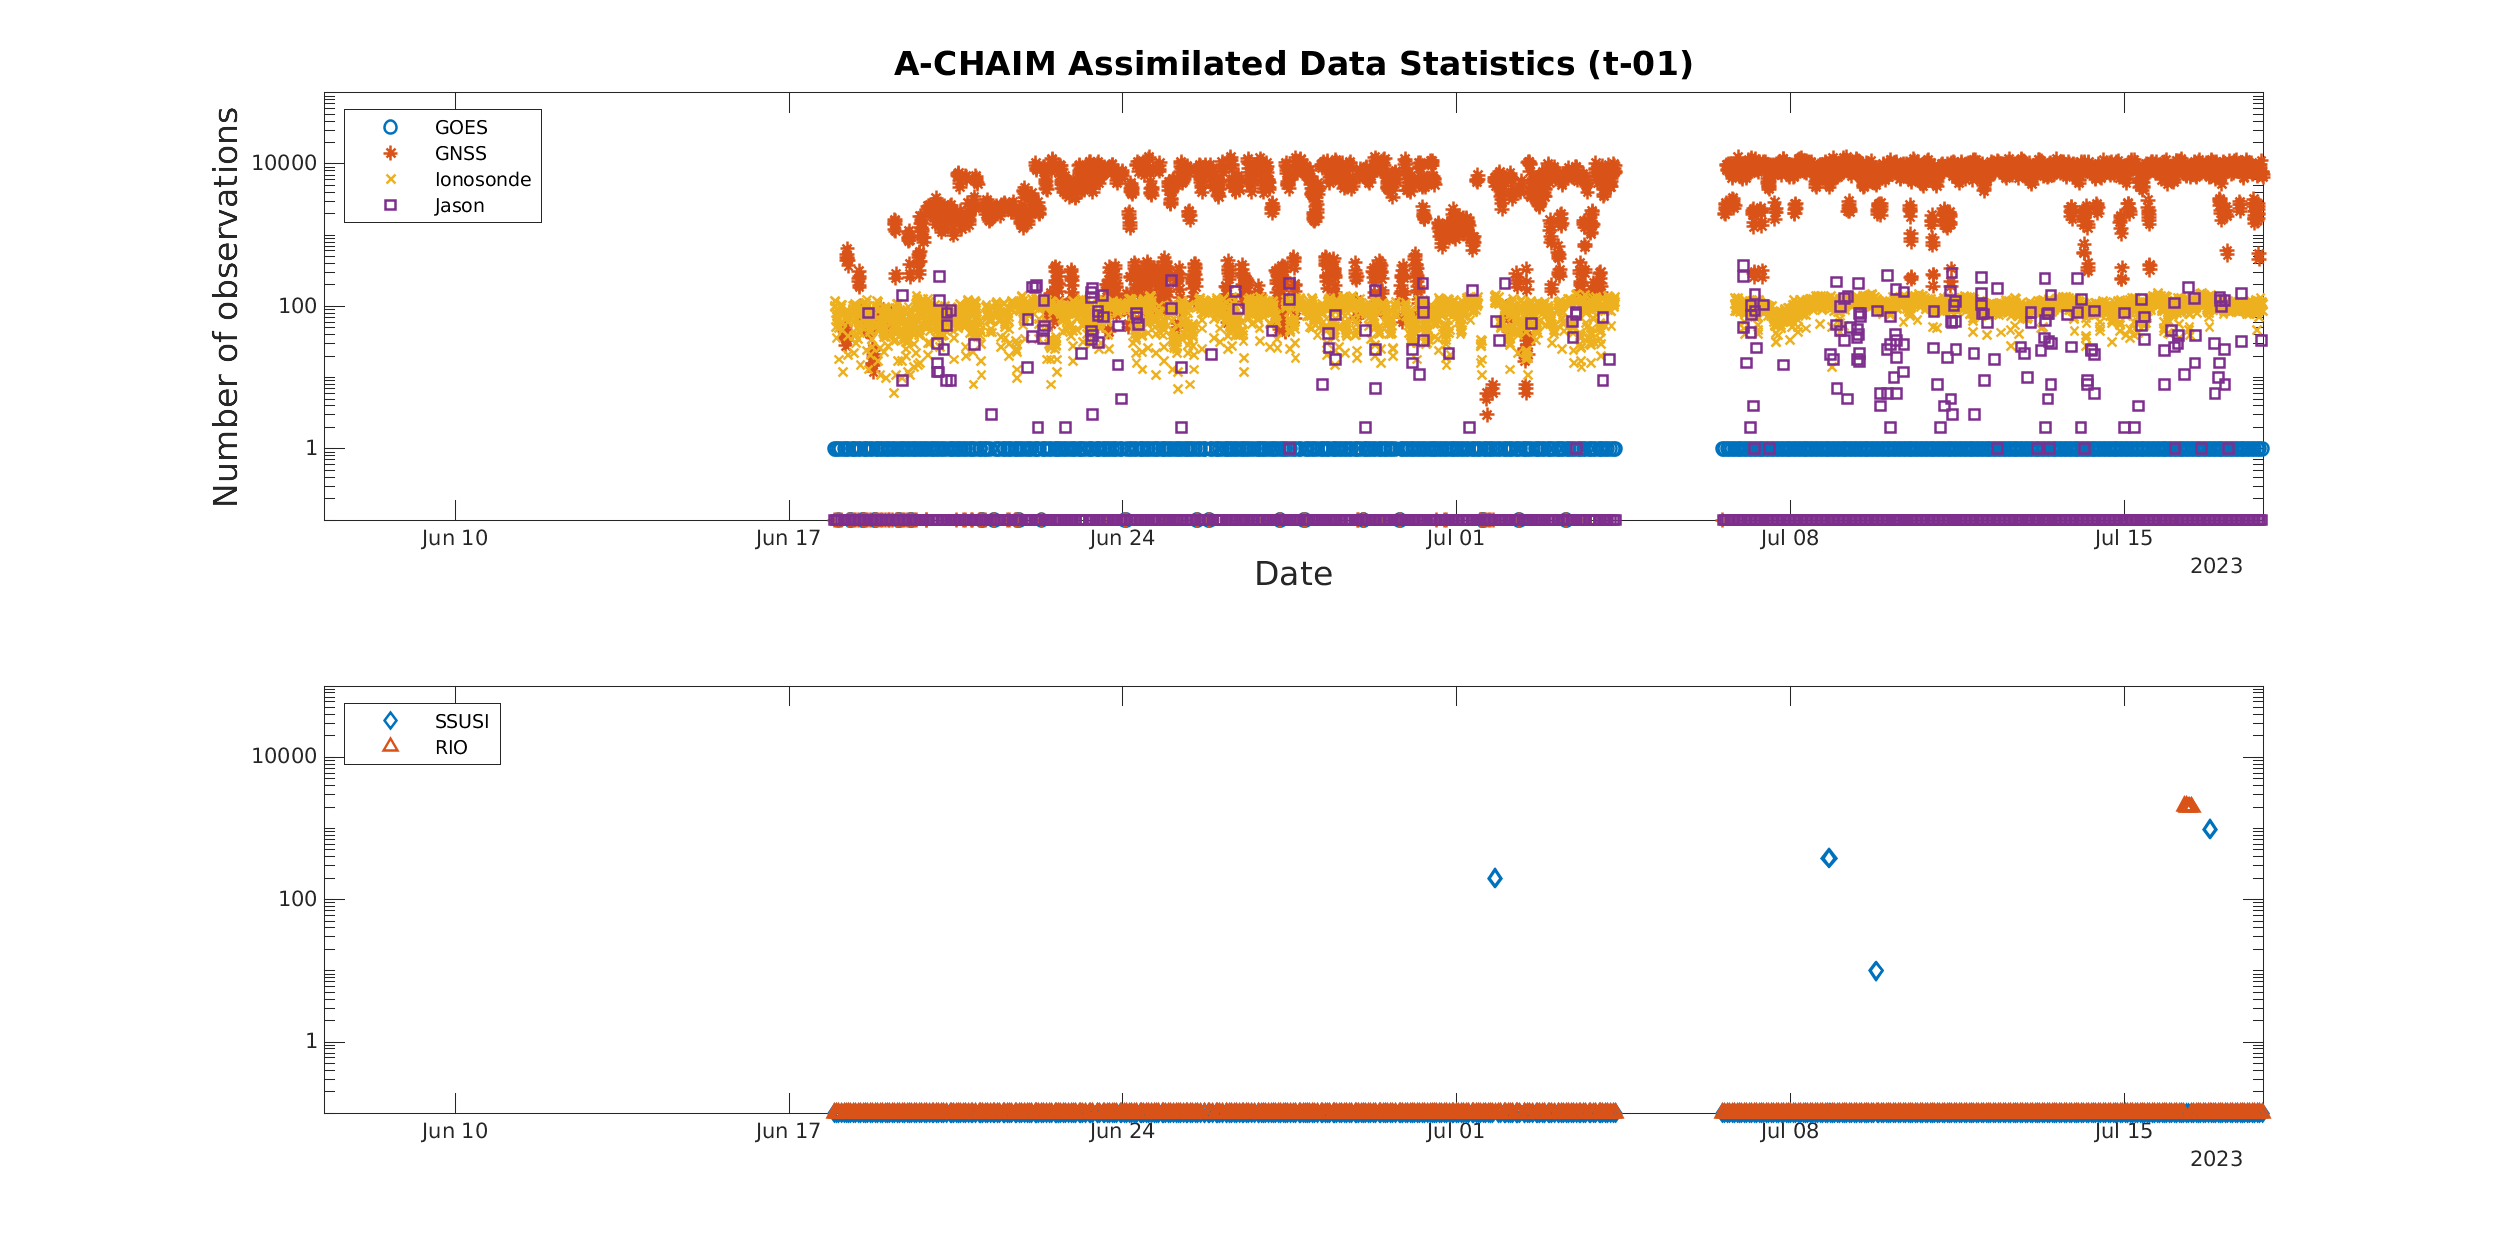 A-CHAIM Assimilated Data Statistics (t-01)
Number of observations
GOES
GNSS
Ionosonde
Jason
10000
100
1
Jun 10
Jun 17
Jun 24
Jul 01
Jul 08
Jul 15
2023
Date
SSUSI
RIO
10000
100
1
Jun 10
Jun 17
Jun 24
Jul 01
Jul 08
Jul 15
2023